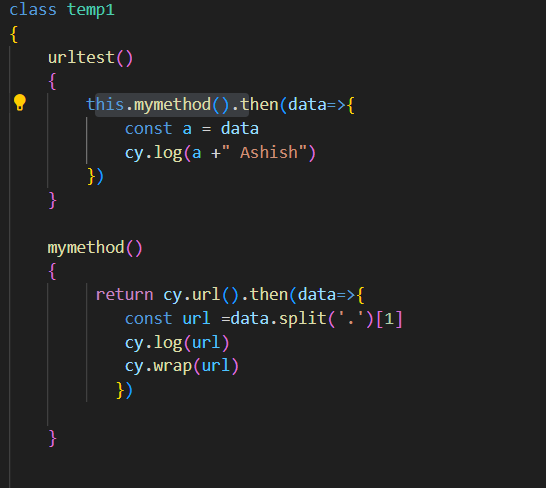 class temp1
{
urltest()
{
this.mymethod().then(data=>{
const a = data
cy.log(a +" Ashish")
})
}
mymethod()
{
return cy.url().then(data=>{
const url =data.split('.')[1]
cy.log(url)
cy.wrap(url)
})
}